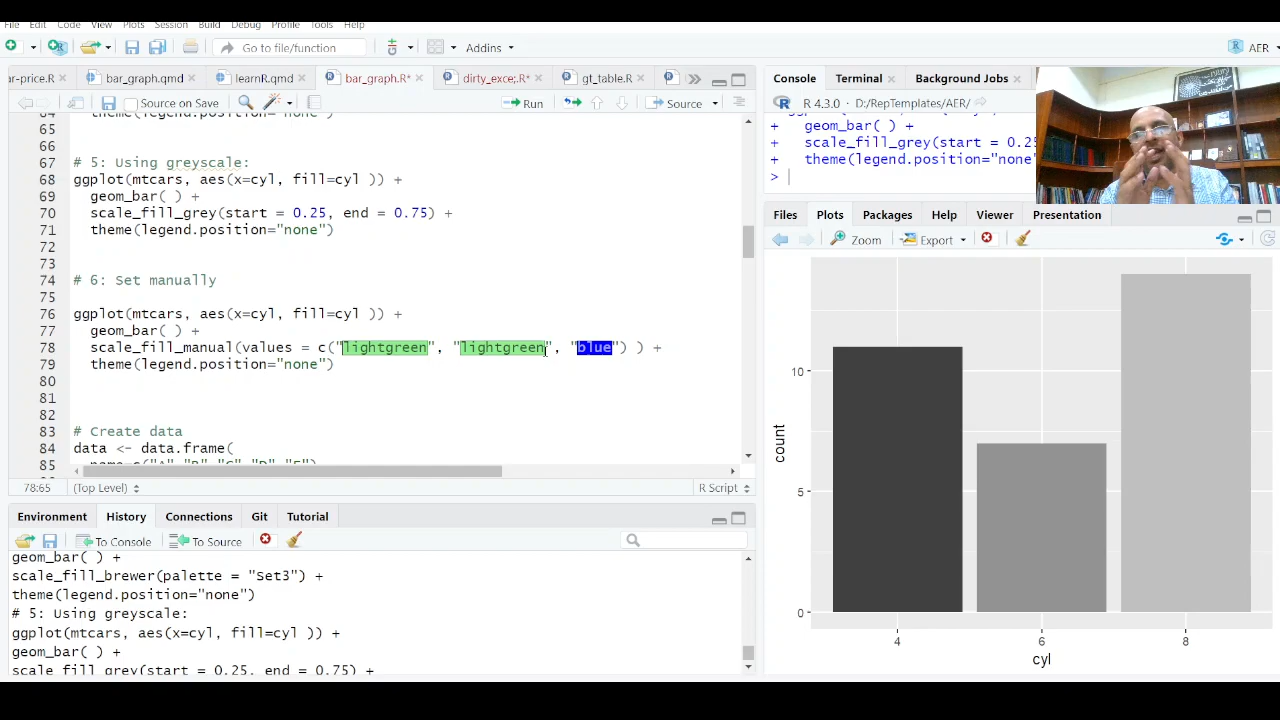 File Edit Code View Plots Session Build Debug Profile Tools Help
Go to file/function Addins AER
ar-price.R bar_graph.qmd learnR.qmd bar_graph.R* dirty_exce;.R* gt_table.R
Source on Save Run Source
64 theme(legend.position="none")
65
66
67 # 5: Using greyscale:
68 ggplot(mtcars, aes(x=cyl, fill=cyl )) +
69 geom_bar( ) +
70 scale_fill_grey(start = 0.25, end = 0.75) +
71 theme(legend.position="none")
72
73
74 # 6: Set manually
75
76 ggplot(mtcars, aes(x=cyl, fill=cyl )) +
77 geom_bar( ) +
78 scale_fill_manual(values = c("lightgreen", "lightgreen", "blue") ) +
79 theme(legend.position="none")
80
81
82
83 # Create data
84 data <- data.frame(
85 name=c("A","B","C","D","E")
78:65 (Top Level) R Script
Environment History Connections Git Tutorial
To Console To Source
geom_bar( ) +
scale_fill_brewer(palette = "Set3") +
theme(legend.position="none")
# 5: Using greyscale:
ggplot(mtcars, aes(x=cyl, fill=cyl )) +
geom_bar( ) +
scale_fill_grey(start = 0.25, end = 0.75) +
Console Terminal Background Jobs
R 4.3.0 · D:/RepTemplates/AER/
+ geom_bar( ) +
+ scale_fill_grey(start = 0.25
+ theme(legend.position="none"
>
Files Plots Packages Help Viewer Presentation
Zoom Export
count
10
5
0
4 6 8
cyl